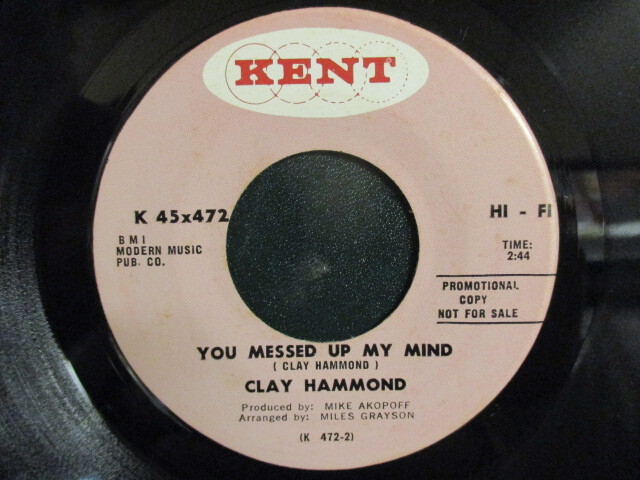 KENT
K 45x472
HI - FI
BMI
MODERN MUSIC
PUB. CO.
TIME:
2:44
PROMOTIONAL
COPY
NOT FOR SALE
YOU MESSED UP MY MIND
( CLAY HAMMOND )
CLAY HAMMOND
Produced by: MIKE AKOPOFF
Arranged by: MILES GRAYSON
(K 472-2)